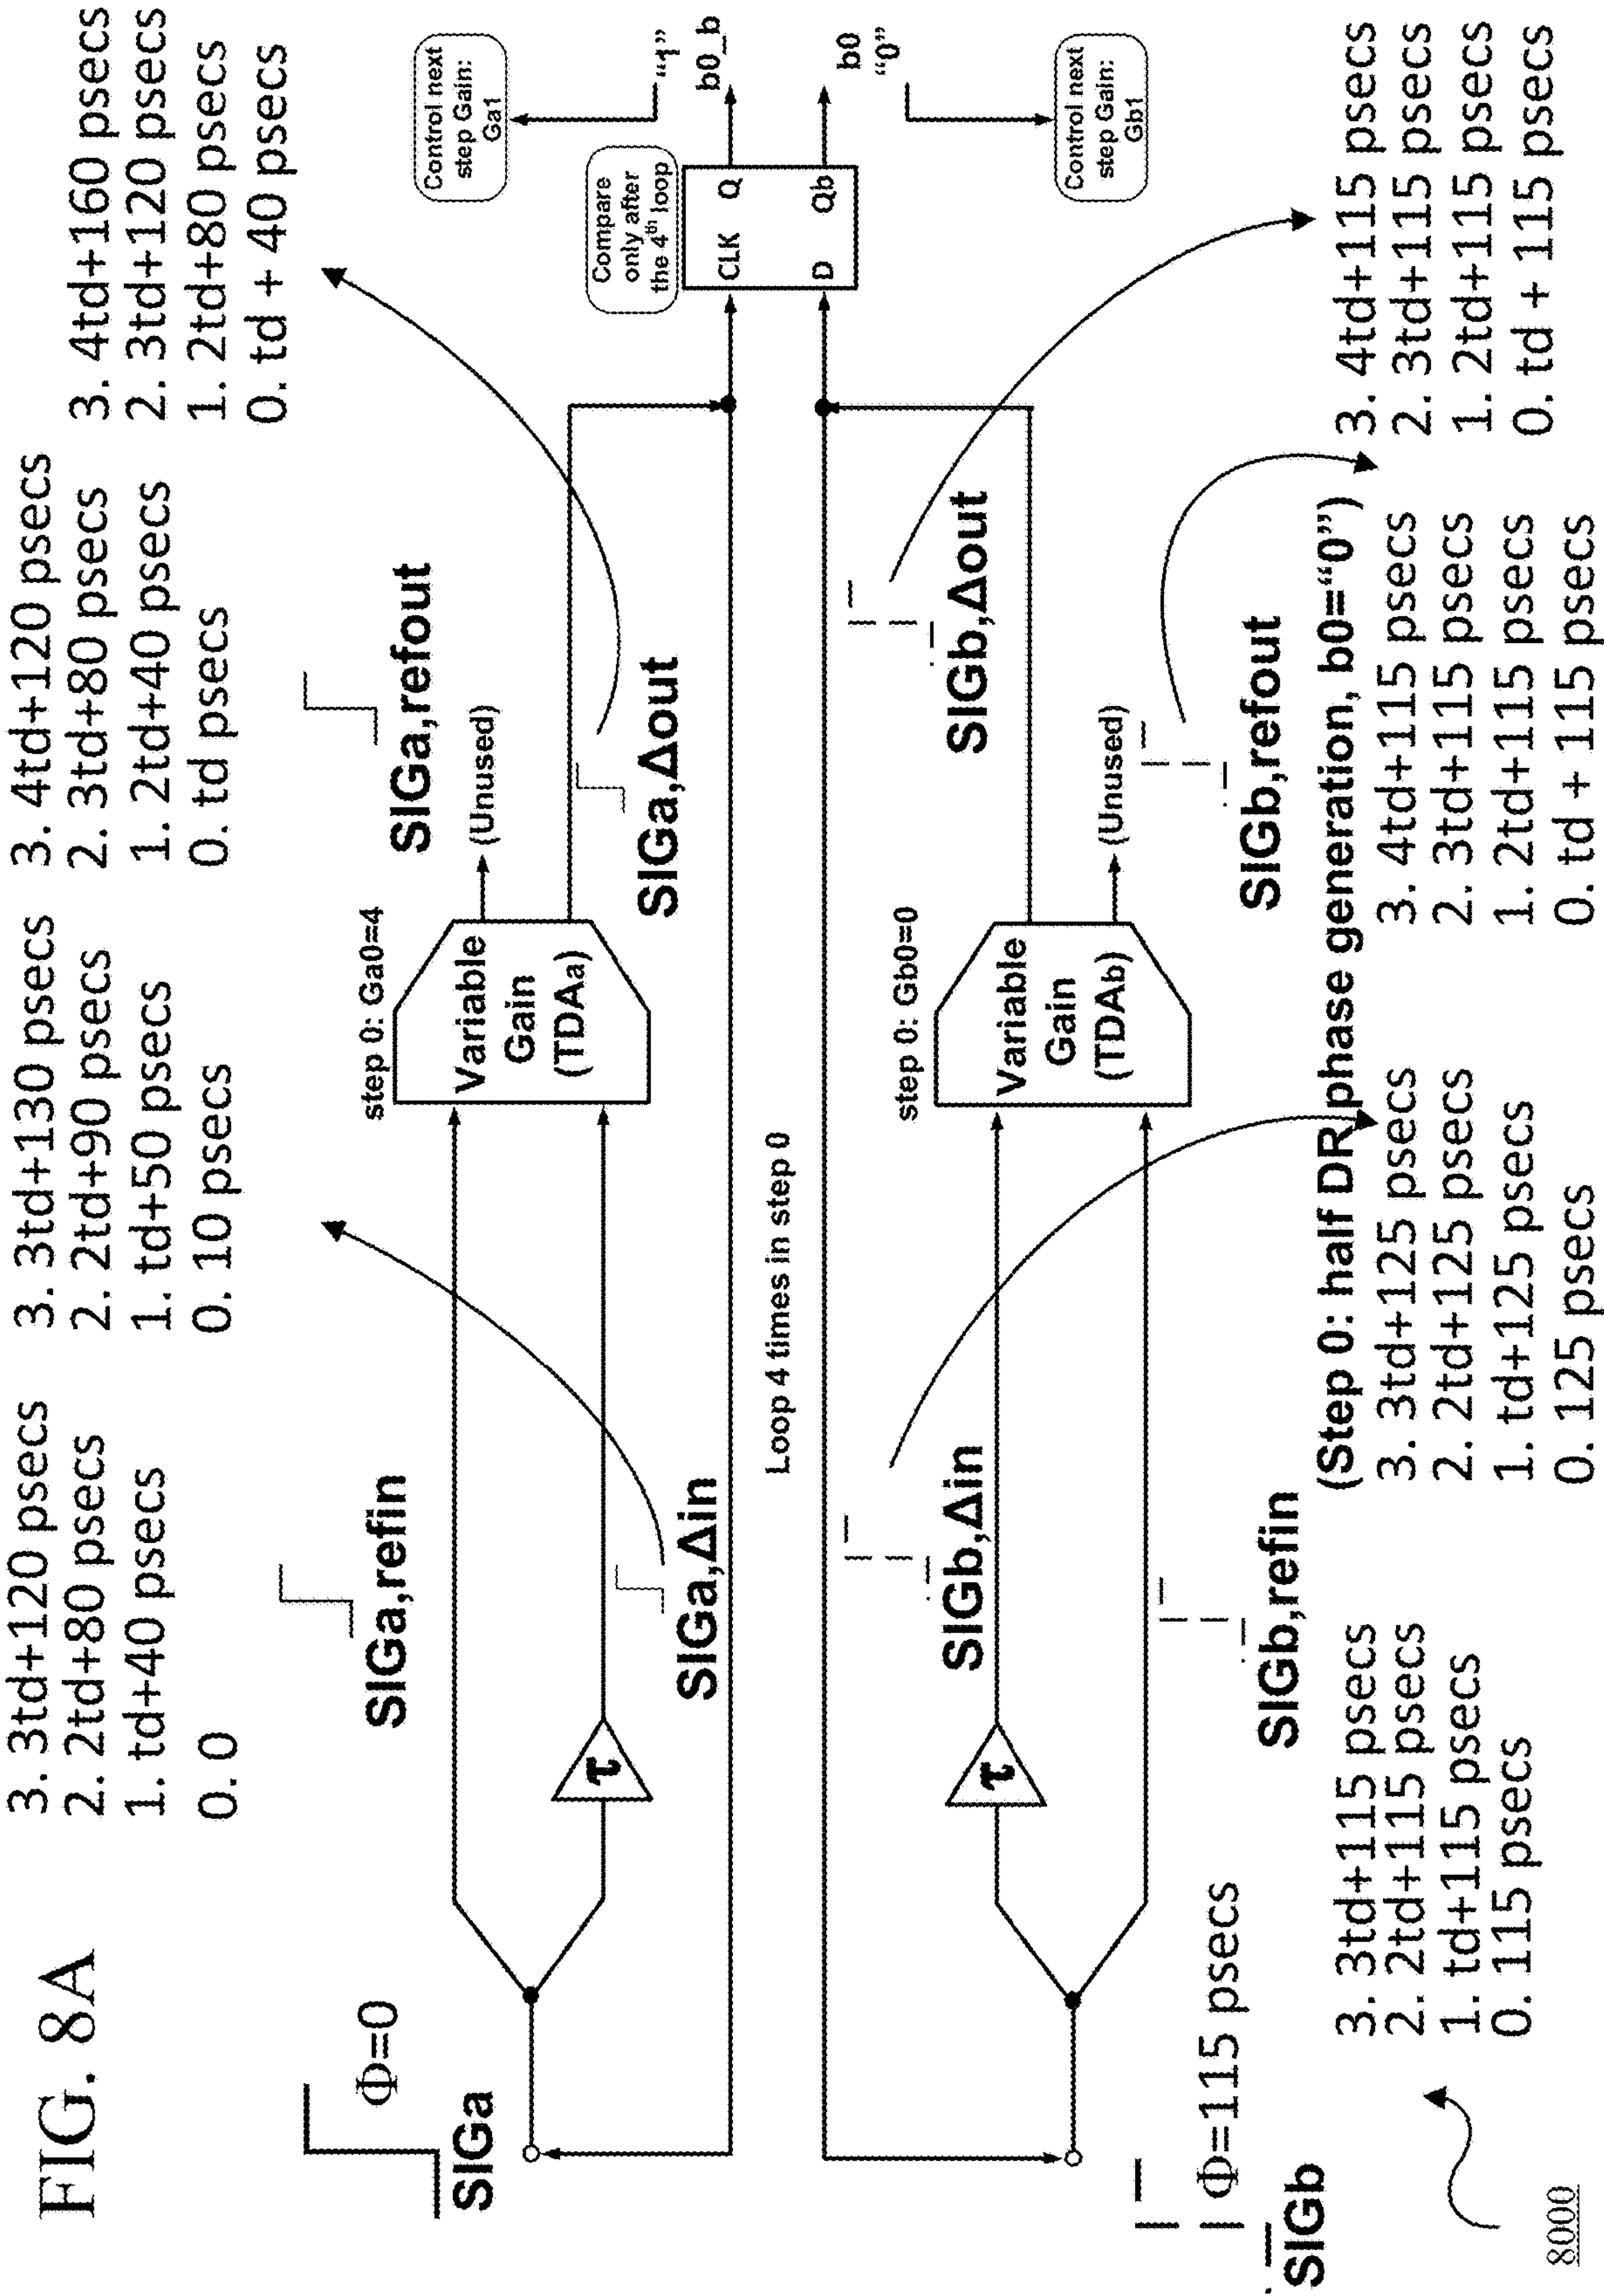 FIG. 8A
3. 3td+120 psecs
2. 2td+80 psecs
1. td+40 psecs
0. 0
3. 3td+130 psecs
2. 2td+90 psecs
1. td+50 psecs
0. 10 psecs
3. 4td+120 psecs
2. 3td+80 psecs
1. 2td+40 psecs
0. td psecs
3. 4td+160 psecs
2. 3td+120 psecs
1. 2td+80 psecs
0. td + 40 psecs
Φ=0
SIGa
SIGa,refin
τ
SIGa,Δin
step 0: Ga0=4
Variable
Gain
(TDAa)
SIGa,refout
(Unused)
SIGa,Δout
Control next
step Gain:
Ga1
"1"
b0_b
Compare
only after
the 4th loop
CLK Q
D Qb
b0
"0"
Control next
step Gain:
Gb1
Loop 4 times in step 0
SIGb,Δin
τ
SIGb,refin
step 0: Gb0=0
Variable
Gain
(TDAb)
SIGb,Δout
(Unused)
SIGb,refout
Φ=115 psecs
SIGb
(Step 0: half DR phase generation, b0="0")
3. 3td+115 psecs
2. 2td+115 psecs
1. td+115 psecs
0. 115 psecs
3. 3td+125 psecs
2. 2td+125 psecs
1. td+125 psecs
0. 125 psecs
3. 4td+115 psecs
2. 3td+115 psecs
1. 2td+115 psecs
0. td + 115 psecs
3. 4td+115 psecs
2. 3td+115 psecs
1. 2td+115 psecs
0. td + 115 psecs
8000